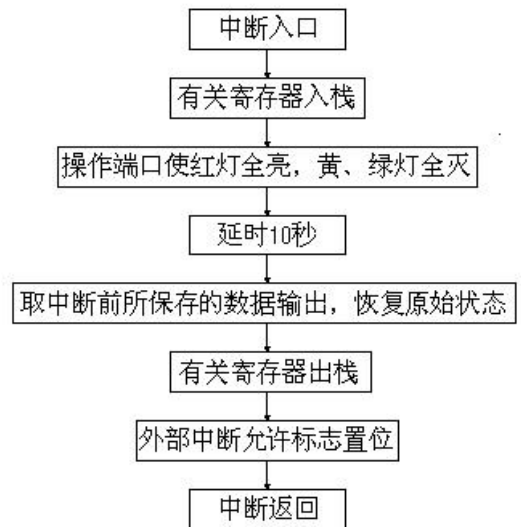 中断入口
有关寄存器入栈
操作端口使红灯全亮，黄、绿灯全灭
延时10秒
取中断前所保存的数据输出，恢复原始状态
有关寄存器出栈
外部中断允许标志置位
中断返回